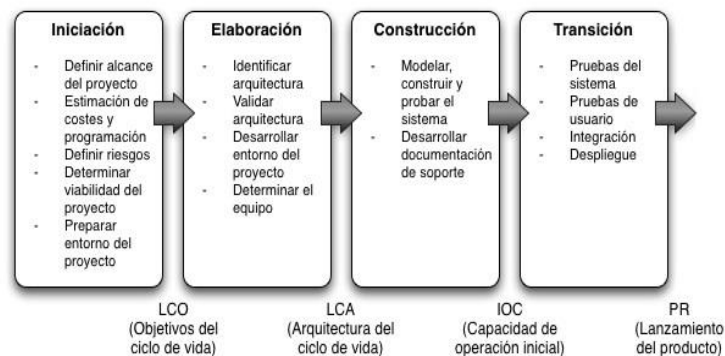 Iniciación
- Definir alcance
del proyecto
- Estimación de
costes y
programación
- Definir riesgos
- Determinar
viabilidad del
proyecto
- Preparar
entorno del
proyecto
Elaboración
- Identificar
arquitectura
- Validar
arquitectura
- Desarrollar
entorno del
proyecto
- Determinar el
equipo
Construcción
- Modelar,
construir y
probar el
sistema
- Desarrollar
documentación
de soporte
Transición
- Pruebas del
sistema
- Pruebas de
usuario
- Integración
- Despliegue
LCO
(Objetivos del
ciclo de vida)
LCA
(Arquitectura del
ciclo de vida)
IOC
(Capacidad de
operación inicial)
PR
(Lanzamiento
del producto)